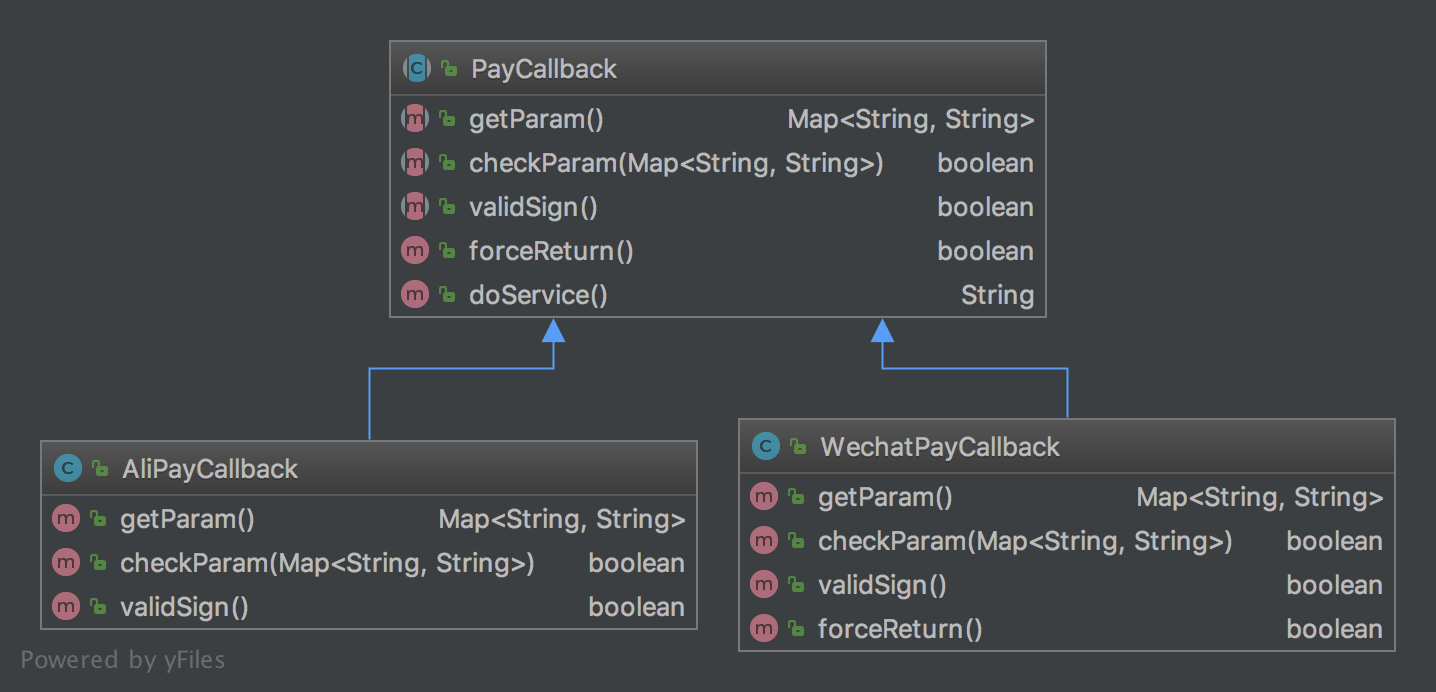 PayCallback
getParam() Map<String, String>
checkParam(Map<String, String>) boolean
validSign() boolean
forceReturn() boolean
doService() String
AliPayCallback
getParam() Map<String, String>
checkParam(Map<String, String>) boolean
validSign() boolean
WechatPayCallback
getParam() Map<String, String>
checkParam(Map<String, String>) boolean
validSign() boolean
forceReturn() boolean
Powered by yFiles